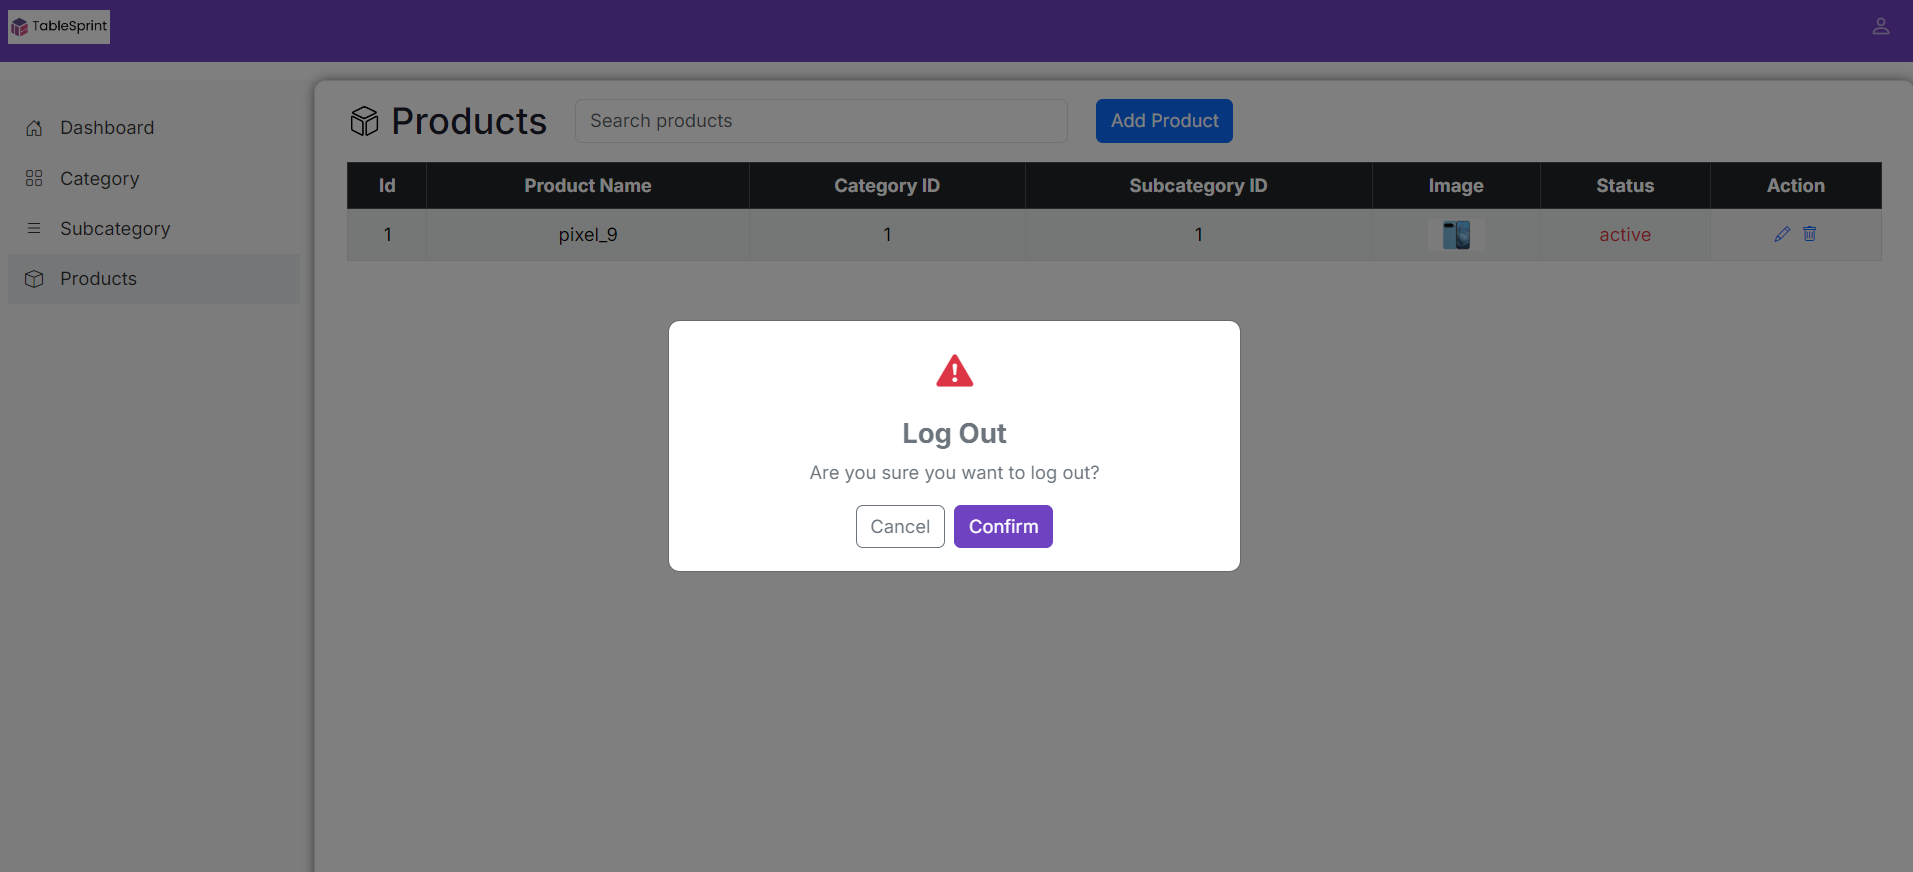 TableSprint
Dashboard
Category
Subcategory
Products
Products
Search products
Add Product
Id Product Name Category ID Subcategory ID Image Status Action
1 pixel_9 1 1 active
Log Out
Are you sure you want to log out?
Cancel Confirm